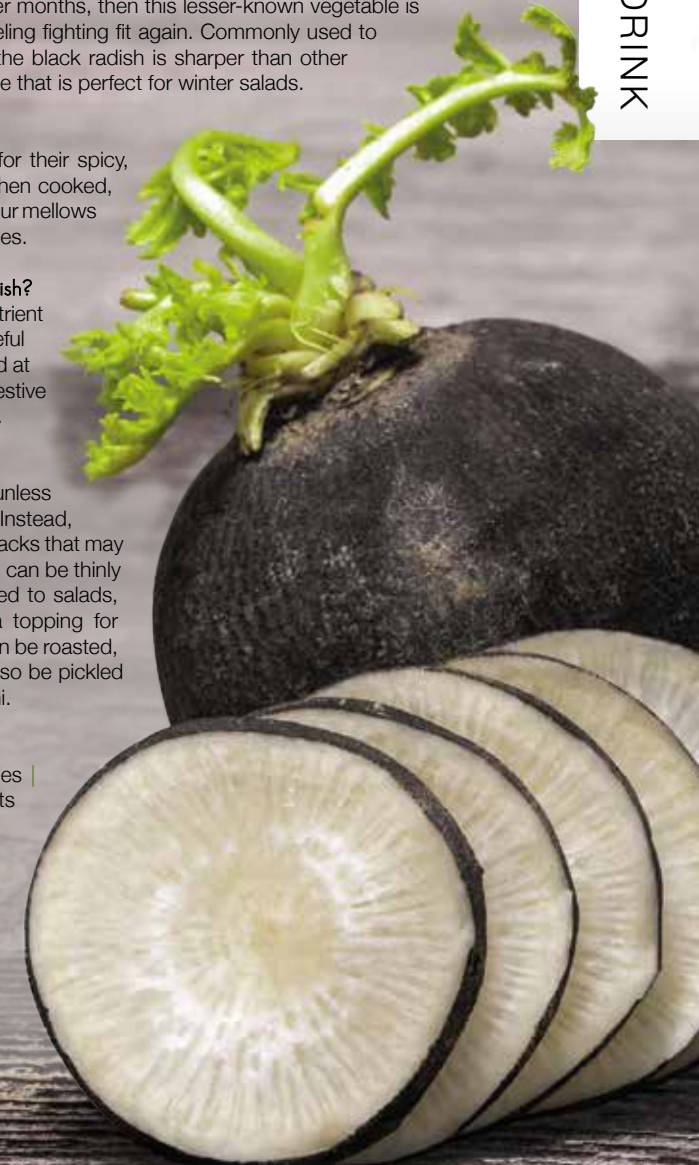 er months, then this lesser-known vegetable is
eling fighting fit again. Commonly used to
the black radish is sharper than other
e that is perfect for winter salads.
for their spicy,
hen cooked,
ur mellows
es.
ish?
trient
eful
d at
estive
unless
Instead,
acks that may
can be thinly
ed to salads,
a topping for
n be roasted,
so be pickled
i.
es |
ts
DRINK